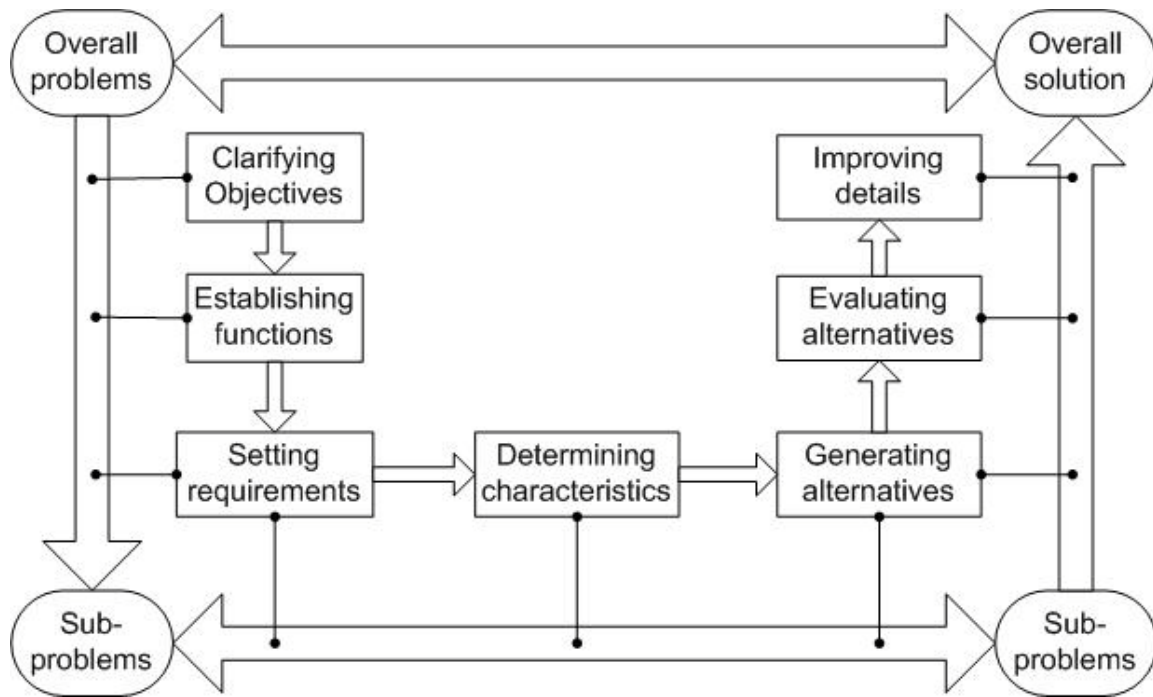 Overall
problems
Overall
solution
Clarifying
Objectives
Improving
details
Establishing
functions
Evaluating
alternatives
Setting
requirements
Determining
characteristics
Generating
alternatives
Sub-
problems
Sub-
problems